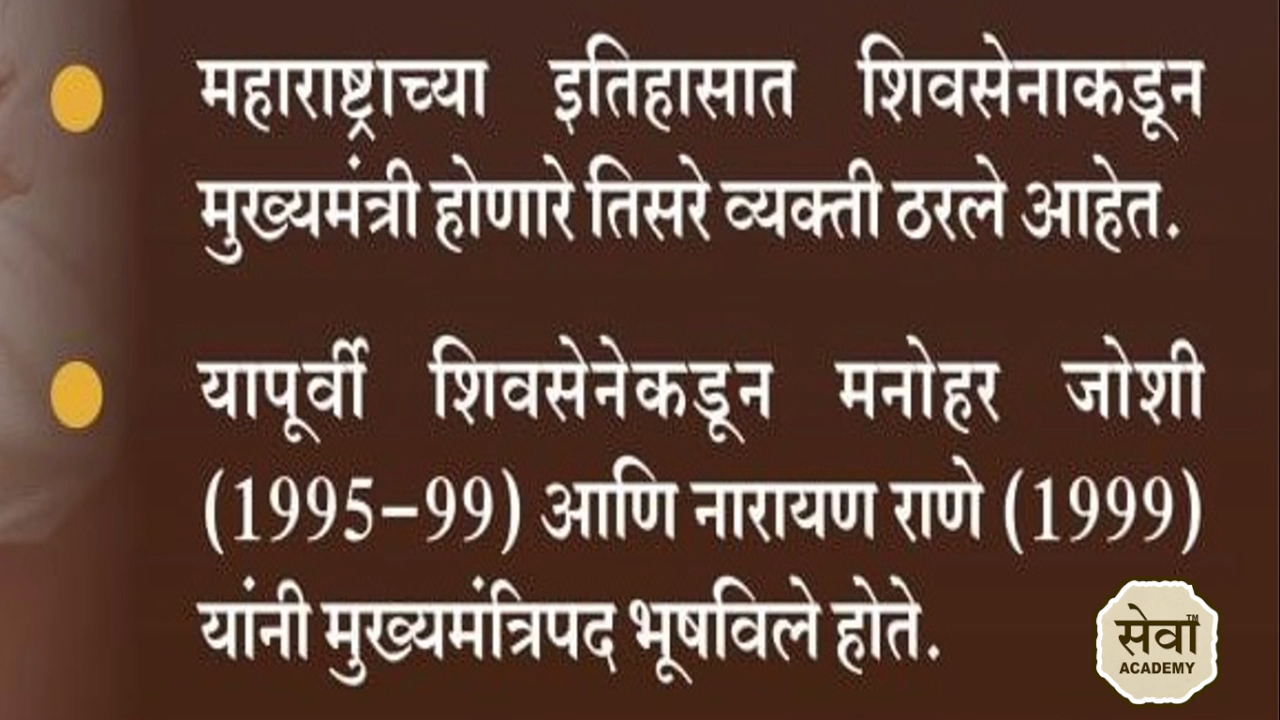 महाराष्ट्राच्या इतिहासात शिवसेनाकडून
मुख्यमंत्री होणारे तिसरे व्यक्ती ठरले आहेत.
यापूर्वी शिवसेनेकडून मनोहर जोशी
(1995-99) आणि नारायण राणे (1999)
यांनी मुख्यमंत्रिपद भूषविले होते.
सेवा TM
ACADEMY